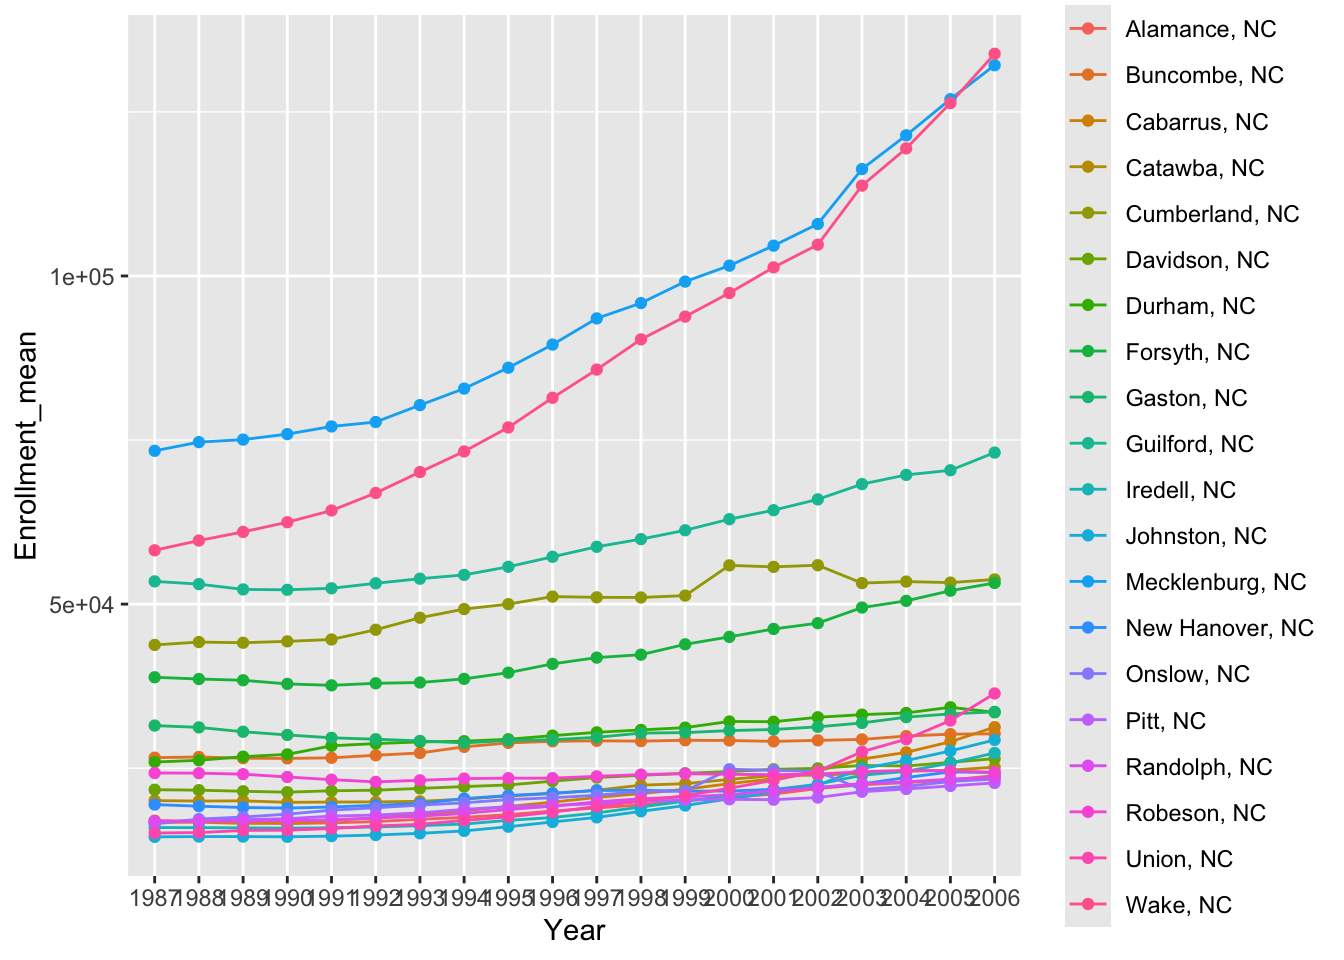 1e+05
5e+04
Enrollment_mean
1987 1988 1989 1990 1991 1992 1993 1994 1995 1996 1997 1998 1999 2000 2001 2002 2003 2004 2005 2006
Year
Alamance, NC
Buncombe, NC
Cabarrus, NC
Catawba, NC
Cumberland, NC
Davidson, NC
Durham, NC
Forsyth, NC
Gaston, NC
Guilford, NC
Iredell, NC
Johnston, NC
Mecklenburg, NC
New Hanover, NC
Onslow, NC
Pitt, NC
Randolph, NC
Robeson, NC
Union, NC
Wake, NC